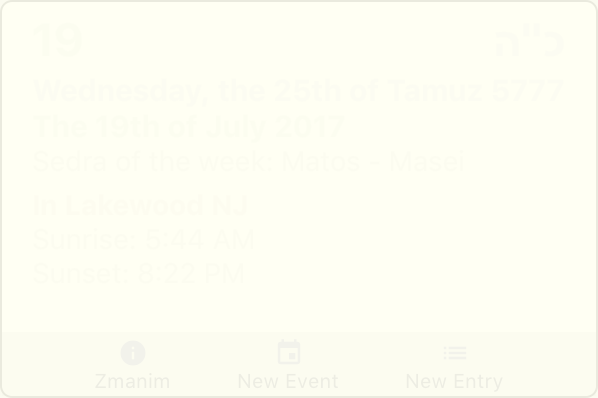 19 כ"ה
Wednesday, the 25th of Tamuz 5777
The 19th of July 2017
Sedra of the week: Matos - Masei
In Lakewood NJ
Sunrise: 5:44 AM
Sunset: 8:22 PM
Zmanim New Event New Entry